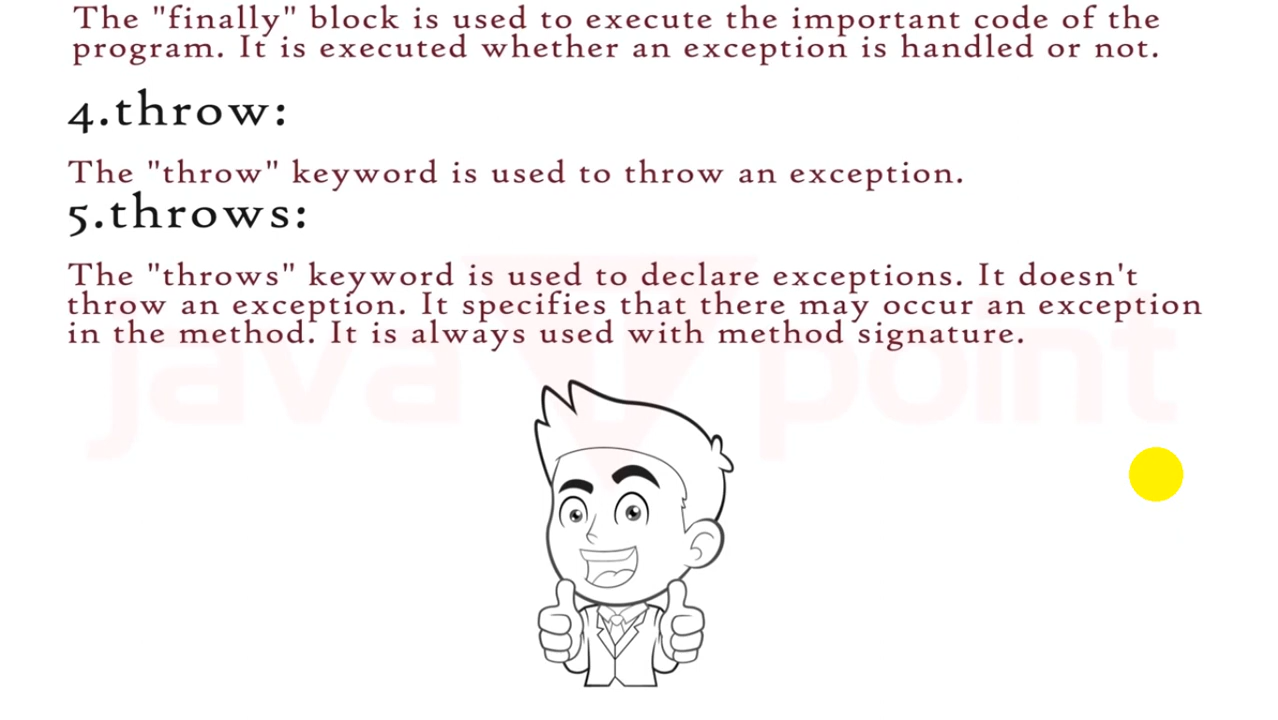 The "finally" block is used to execute the important code of the
program. It is executed whether an exception is handled or not.
4.throw:
The "throw" keyword is used to throw an exception.
5.throws:
The "throws" keyword is used to declare exceptions. It doesn't
throw an exception. It specifies that there may occur an exception
in the method. It is always used with method signature.
java point